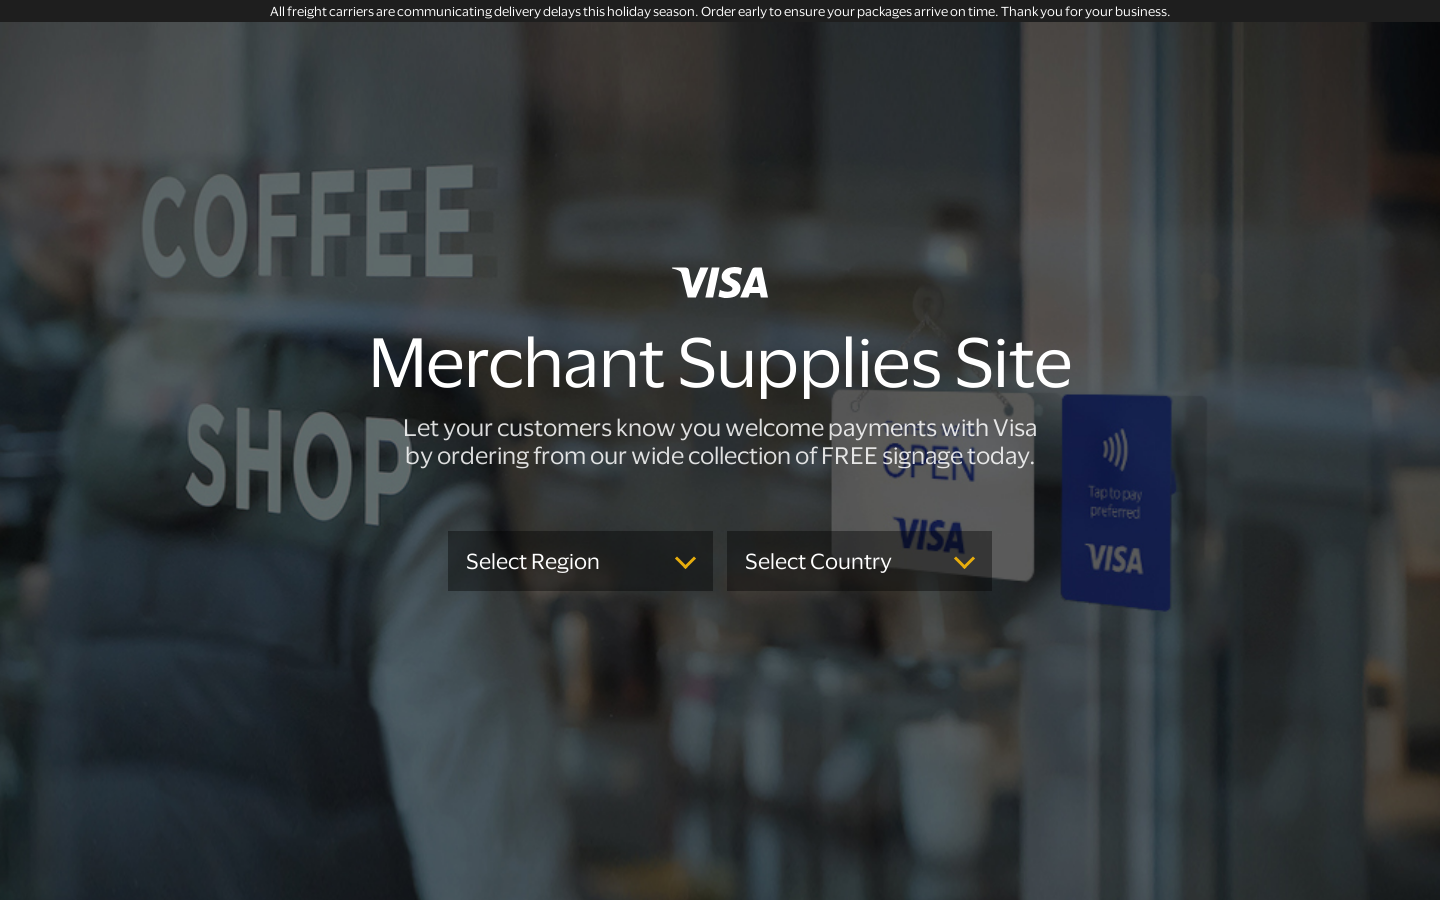 All freight carriers are communicating delivery delays this holiday season. Order early to ensure your packages arrive on time. Thank you for your business.
COFFEE
VISA
Merchant Supplies Site
Let your customers know you welcome payments with Visa
by ordering from our wide collection of FREE signage today.
SHOP
OPEN
VISA
Tap to pay
preferred
VISA
Select Region
Select Country